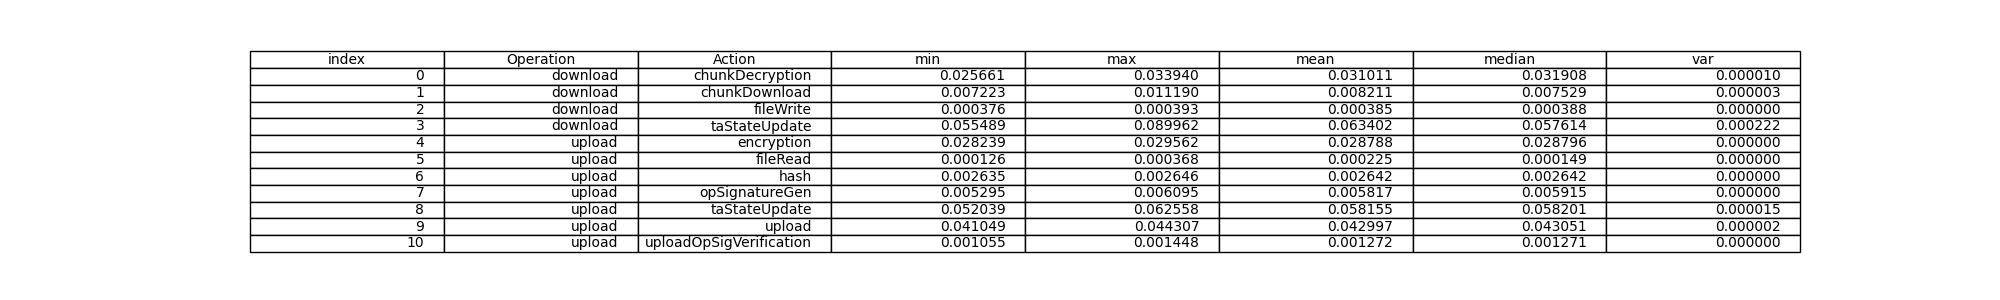 index Operation Action min max mean median var
0 download chunkDecryption 0.025661 0.033940 0.031011 0.031908 0.000010
1 download chunkDownload 0.007223 0.011190 0.008211 0.007529 0.000003
2 download fileWrite 0.000376 0.000393 0.000385 0.000388 0.000000
3 download taStateUpdate 0.055489 0.089962 0.063402 0.057614 0.000222
4 upload encryption 0.028239 0.029562 0.028788 0.028796 0.000000
5 upload fileRead 0.000126 0.000368 0.000225 0.000149 0.000000
6 upload hash 0.002635 0.002646 0.002642 0.002642 0.000000
7 upload opSignatureGen 0.005295 0.006095 0.005817 0.005915 0.000000
8 upload taStateUpdate 0.052039 0.062558 0.058155 0.058201 0.000015
9 upload upload 0.041049 0.044307 0.042997 0.043051 0.000002
10 upload uploadOpSigVerification 0.001055 0.001448 0.001272 0.001271 0.000000